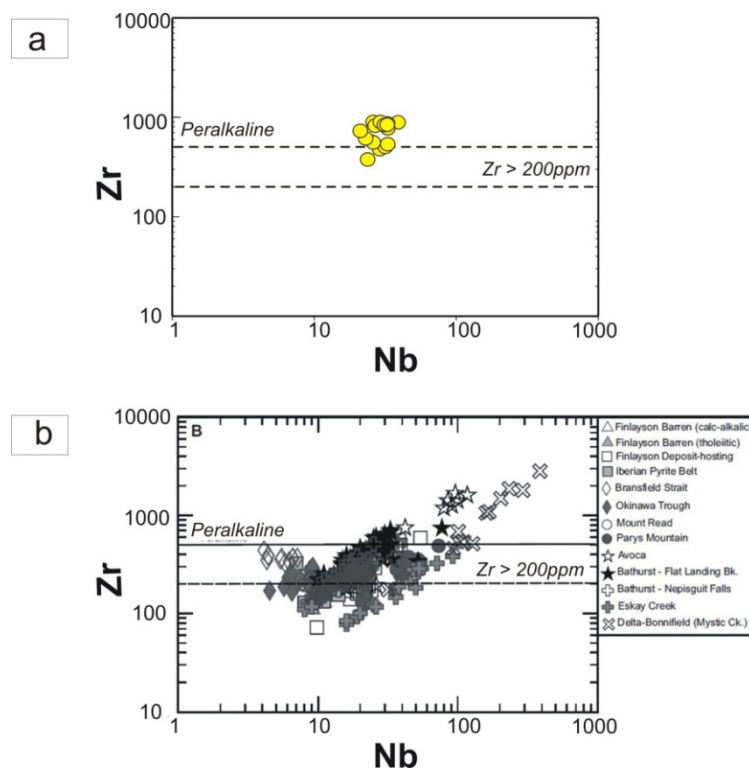 a
10000
1000
100
10
Zr
Peralkaline
Zr > 200ppm
1
10
100
1000
Nb
b
10000
1000
100
10
Zr
B
Peralkaline
Zr > 200ppm
1
10
100
1000
Nb
Finlayson Barren (calc-alkalic
Finlayson Barren (tholeiitic)
Finlayson Deposit-hosting
Iberian Pyrite Belt
Bransfield Strait
Okinawa Trough
Mount Read
Parys Mountain
Avoca
Bathurst - Flat Landing Bk.
Bathurst - Nepisguit Falls
Eskay Creek
Delta-Bonnifield (Mystic Ck.)